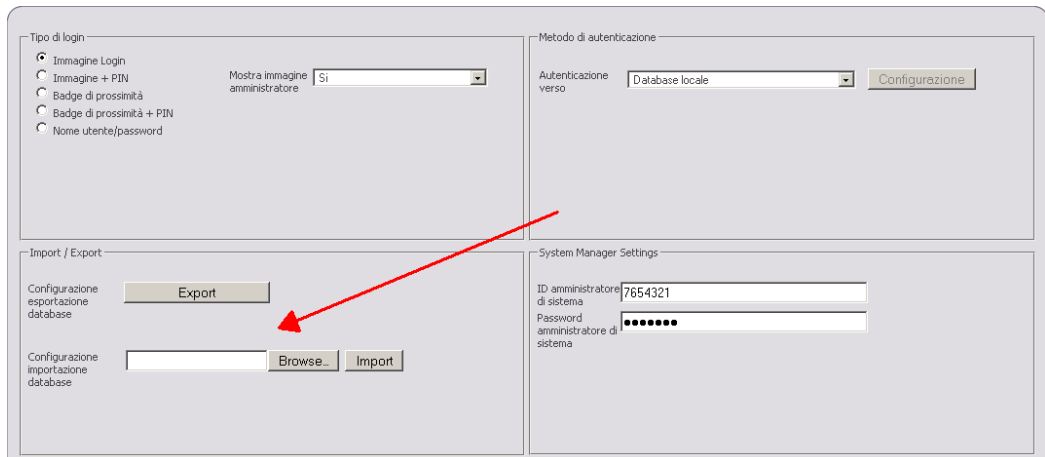 Tipo di login
Immagine Login
Immagine + PIN
Badge di prossimità
Badge di prossimità + PIN
Nome utente/password
Mostra immagine
amministratore
Si
Metodo di autenticazione
Autenticazione
verso
Database locale
Configurazione
Import / Export
Configurazione
esportazione
database
Export
Configurazione
importazione
database
Browse...
Import
System Manager Settings
ID amministratore
di sistema
7654321
Password
amministratore di
sistema
●●●●●●●